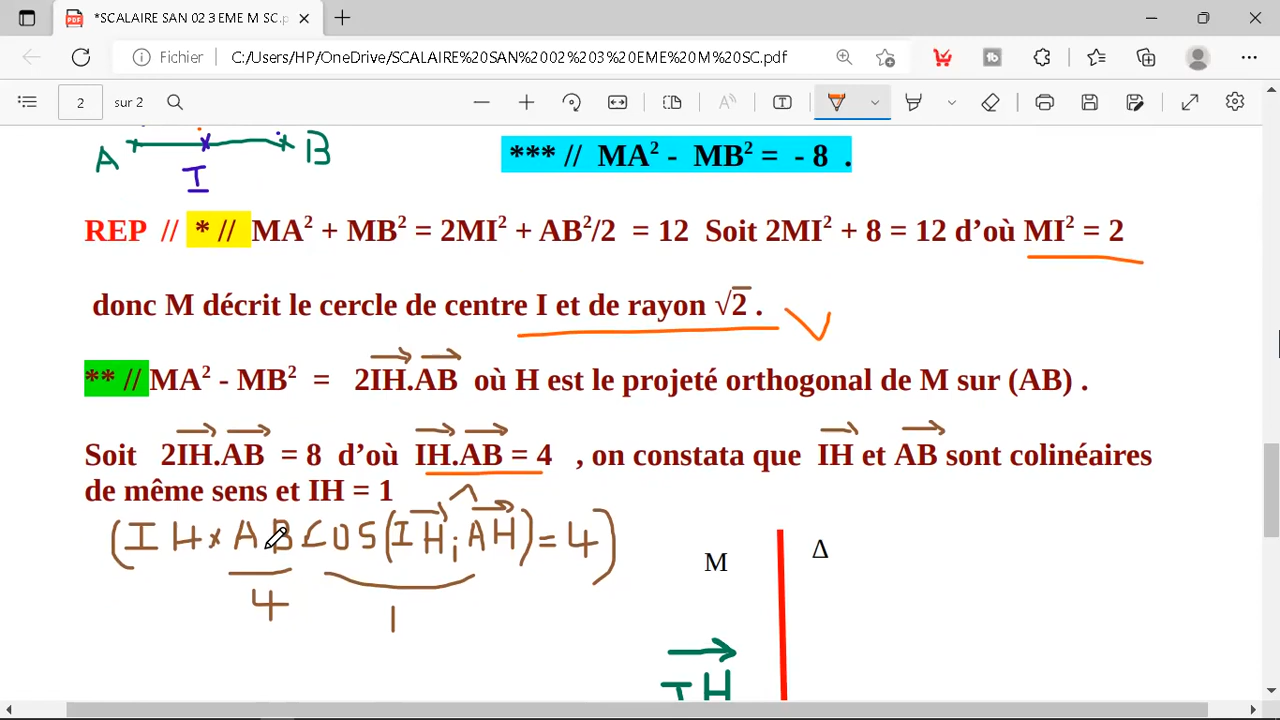 *SCALAIRE SAN 02 3 EME M SC.p
Fichier C:/Users/HP/OneDrive/SCALAIRE%20SAN%2002%203%20EME%20M%20SC.pdf
2 sur 2
A I B
*** // MA² - MB² = - 8 .
REP // * // MA² + MB² = 2MI² + AB²/2 = 12 Soit 2MI² + 8 = 12 d’où MI² = 2
donc M décrit le cercle de centre I et de rayon √2 .
** // MA² - MB² = 2IH.AB où H est le projeté orthogonal de M sur (AB) .
Soit 2IH.AB = 8 d’où IH.AB = 4 , on constata que IH et AB sont colinéaires
de même sens et IH = 1
(IH×AB cos(IH;AH)=4)
4 1
M Δ
IH